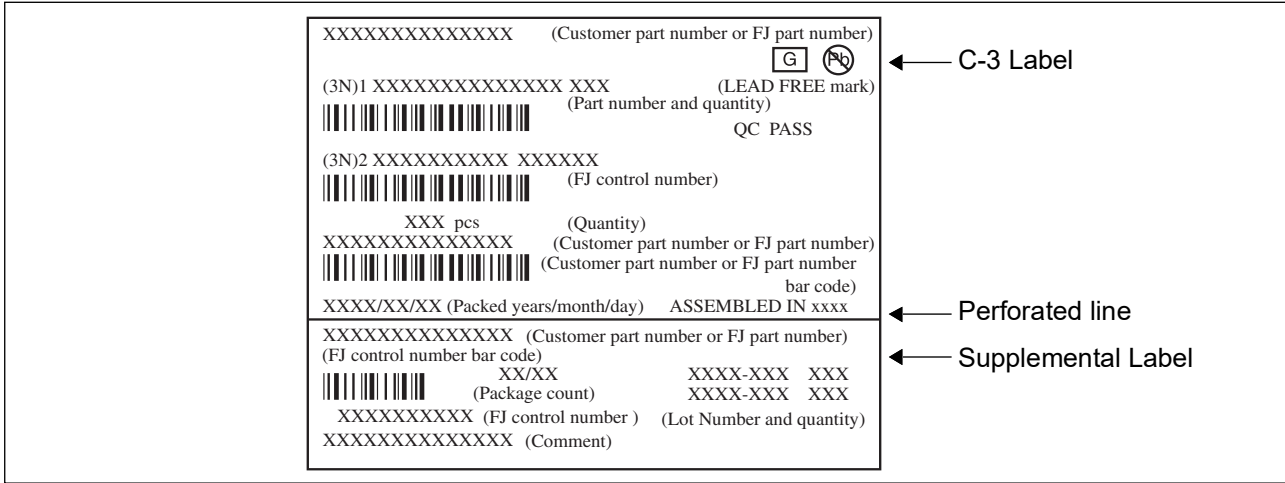 XXXXXXXXXXXXXX (Customer part number or FJ part number)
G Pb
C-3 Label
(3N)1 XXXXXXXXXXXXXX XXX (LEAD FREE mark)
(Part number and quantity)
QC PASS
(3N)2 XXXXXXXXXX XXXXXX
(FJ control number)
XXX pcs (Quantity)
XXXXXXXXXXXXXX (Customer part number or FJ part number)
(Customer part number or FJ part number
bar code)
XXXX/XX/XX (Packed years/month/day) ASSEMBLED IN xxxx
Perforated line
XXXXXXXXXXXXXX (Customer part number or FJ part number)
(FJ control number bar code)
Supplemental Label
XX/XX XXXX-XXX XXX
(Package count) XXXX-XXX XXX
XXXXXXXXXX (FJ control number ) (Lot Number and quantity)
XXXXXXXXXXXXXX (Comment)